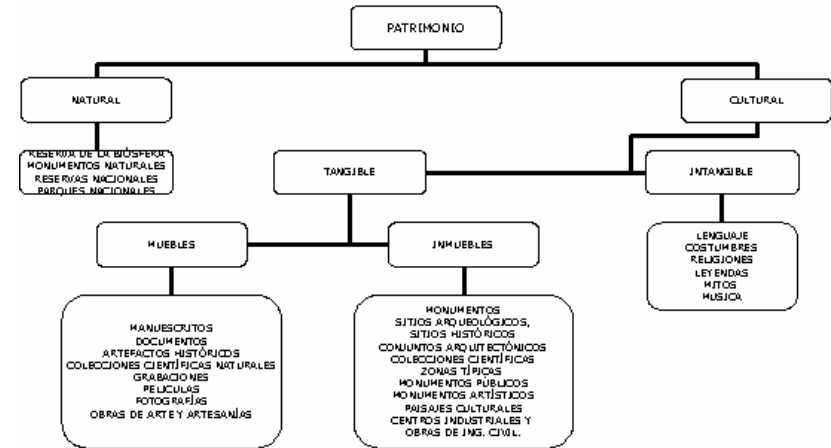 PATRIMONIO
NATURAL
CULTURAL
RESERVA DE LA BIÓSFERA
MONUMENTOS NATURALES
RESERVAS NACIONALES
PARQUES NACIONALES
TANGIBLE
INTANGIBLE
MUEBLES
INMUEBLES
LENGUAJE
COSTUMBRES
RELIGIONES
LEYENDAS
MITOS
MUSICA
MANUESCRITOS
DOCUMENTOS
ARTEFACTOS HISTÓRICOS
COLECCIONES CIENTÍFICAS NATURALES
GRABACIONES
PELICULAS
FOTOGRAFÍAS
OBRAS DE ARTE Y ARTESANÍAS
MONUMENTOS
SITIOS ARQUEOLÓGICOS,
SITIOS HISTÓRICOS
CONJUNTOS ARQUITECTÓNICOS
COLECCIONES CIENTÍFICAS
ZONAS TÍPICAS
MONUMENTOS PÚBLICOS
MONUMENTOS ARTÍSTICOS
PAISAJES CULTURALES
CENTROS INDUSTRIALES Y
OBRAS DE ING. CIVIL.